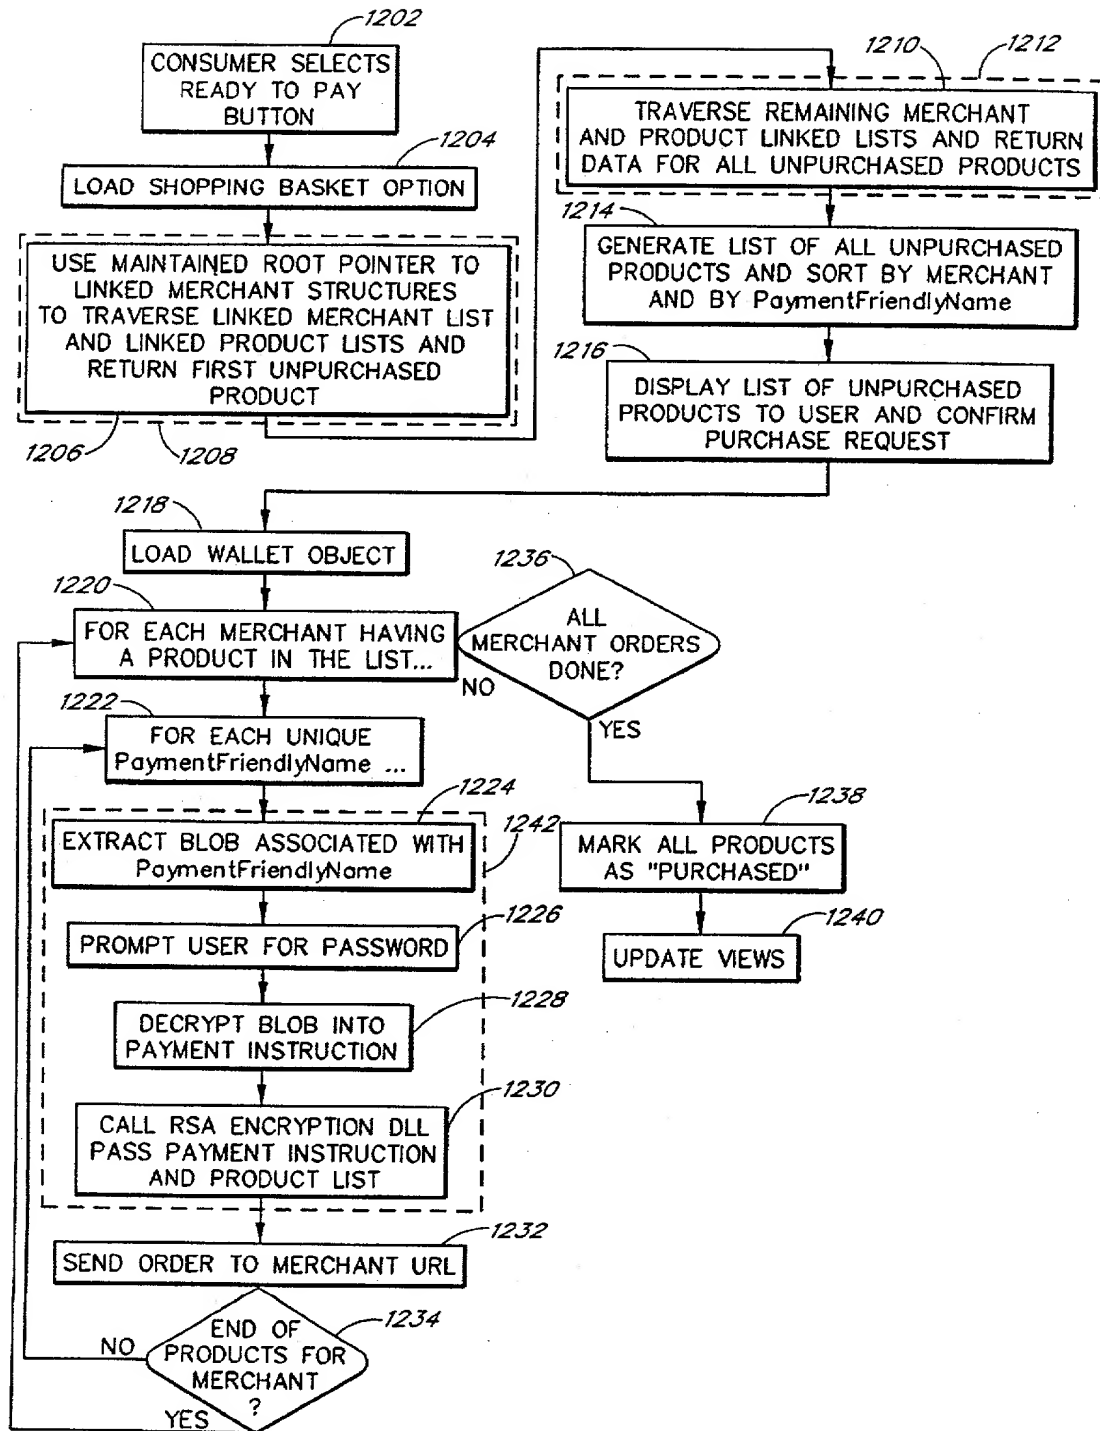 1202
CONSUMER SELECTS
READY TO PAY
BUTTON
1204
LOAD SHOPPING BASKET OPTION
USE MAINTAINED ROOT POINTER TO
LINKED MERCHANT STRUCTURES
TO TRAVERSE LINKED MERCHANT LIST
AND LINKED PRODUCT LISTS AND
RETURN FIRST UNPURCHASED
PRODUCT
1206
1208
1210
1212
TRAVERSE REMAINING MERCHANT
AND PRODUCT LINKED LISTS AND RETURN
DATA FOR ALL UNPURCHASED PRODUCTS
1214
GENERATE LIST OF ALL UNPURCHASED
PRODUCTS AND SORT BY MERCHANT
AND BY PaymentFriendlyName
1216
DISPLAY LIST OF UNPURCHASED
PRODUCTS TO USER AND CONFIRM
PURCHASE REQUEST
1218
LOAD WALLET OBJECT
1220
FOR EACH MERCHANT HAVING
A PRODUCT IN THE LIST...
1236
ALL
MERCHANT ORDERS
DONE?
NO
YES
1222
FOR EACH UNIQUE
PaymentFriendlyName ...
1224
1242
EXTRACT BLOB ASSOCIATED WITH
PaymentFriendlyName
1226
PROMPT USER FOR PASSWORD
1228
DECRYPT BLOB INTO
PAYMENT INSTRUCTION
1230
CALL RSA ENCRYPTION DLL
PASS PAYMENT INSTRUCTION
AND PRODUCT LIST
1232
SEND ORDER TO MERCHANT URL
1234
END OF
PRODUCTS FOR
MERCHANT
?
NO
YES
1238
MARK ALL PRODUCTS
AS "PURCHASED"
1240
UPDATE VIEWS